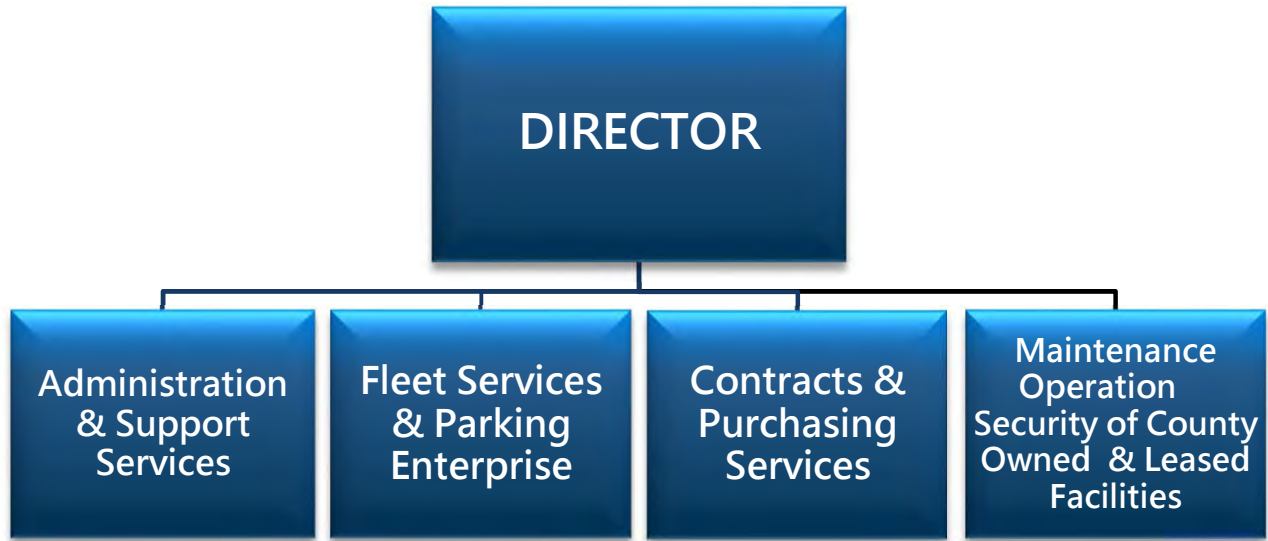 DIRECTOR
Administration
& Support
Services
Fleet Services
& Parking
Enterprise
Contracts &
Purchasing
Services
Maintenance
Operation
Security of County
Owned & Leased
Facilities